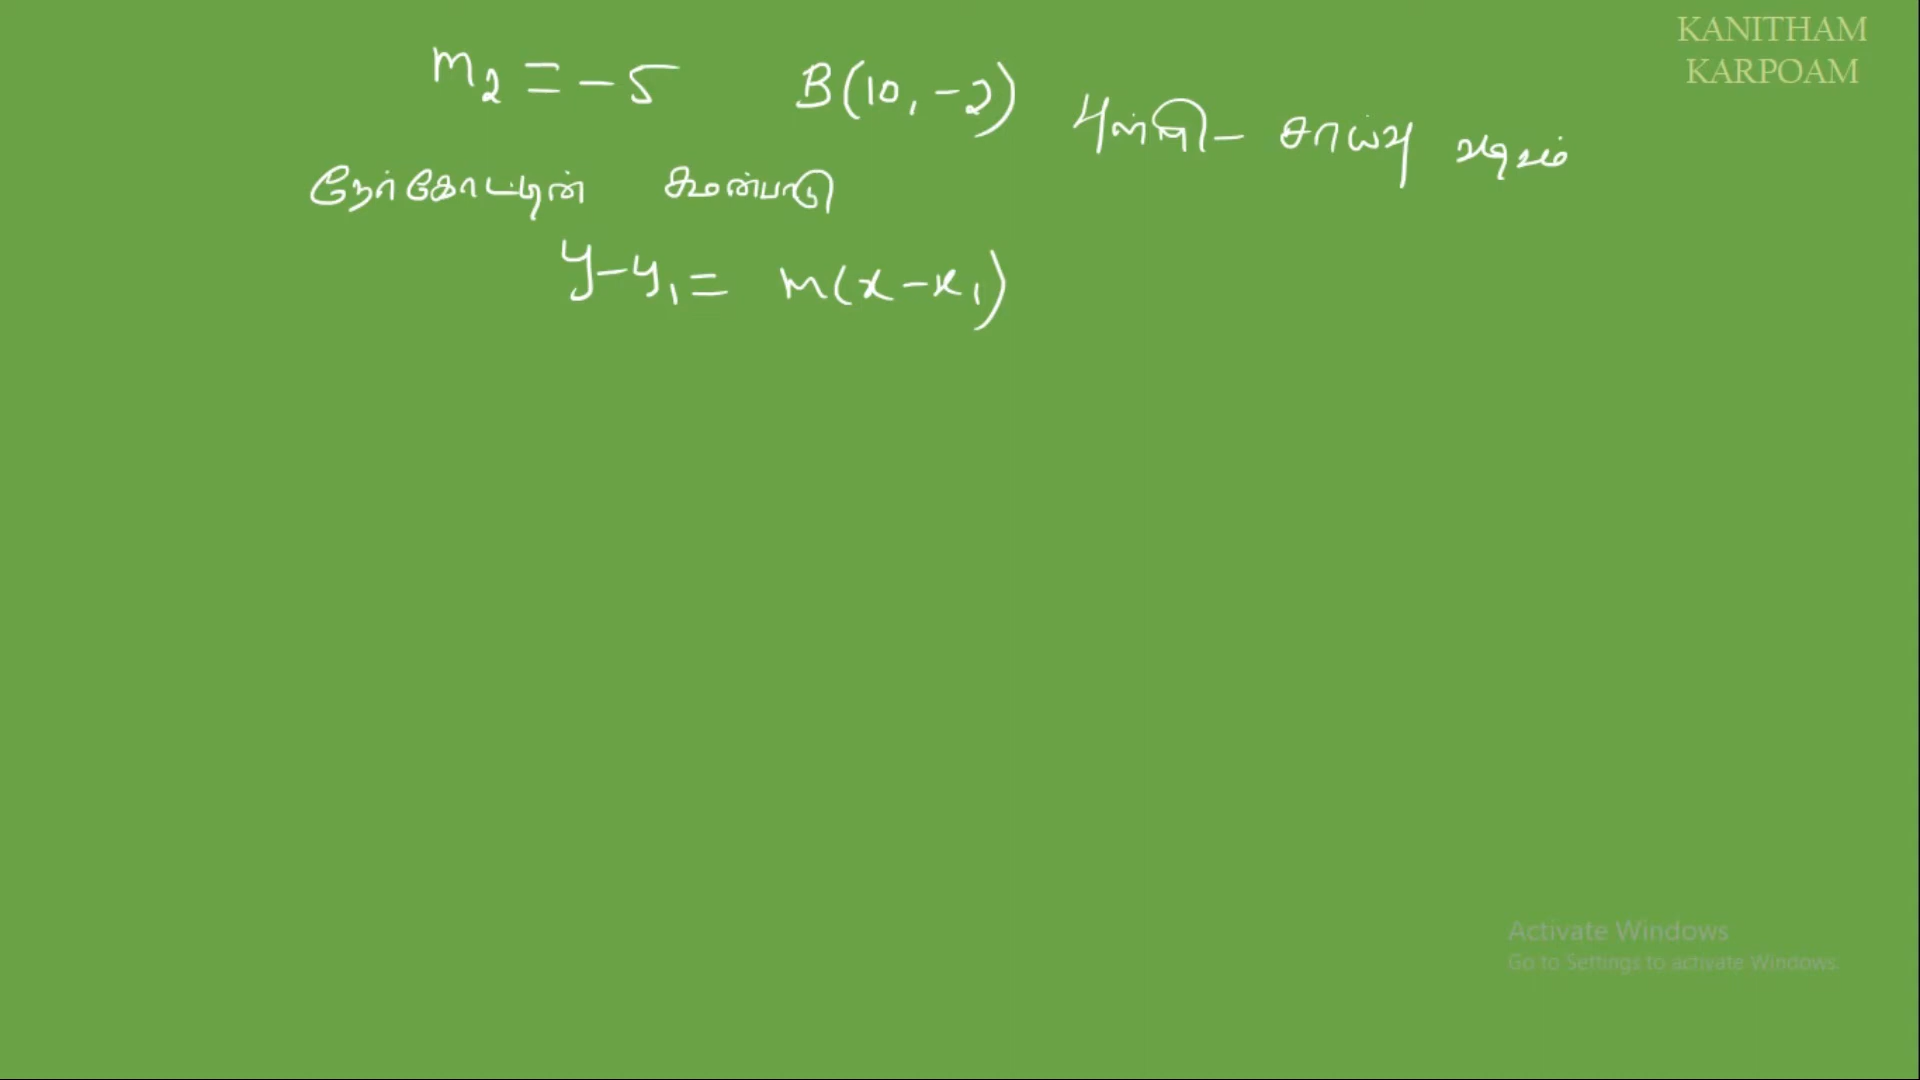 KANITHAM
KARPOAM
m₂ = -5 B(10, -2) புள்ளி - சாய்வு வடிவம்
நேர்கோட்டின் சமன்பாடு
y - y₁ = m(x - x₁)
Activate Windows
Go to Settings to activate Windows.